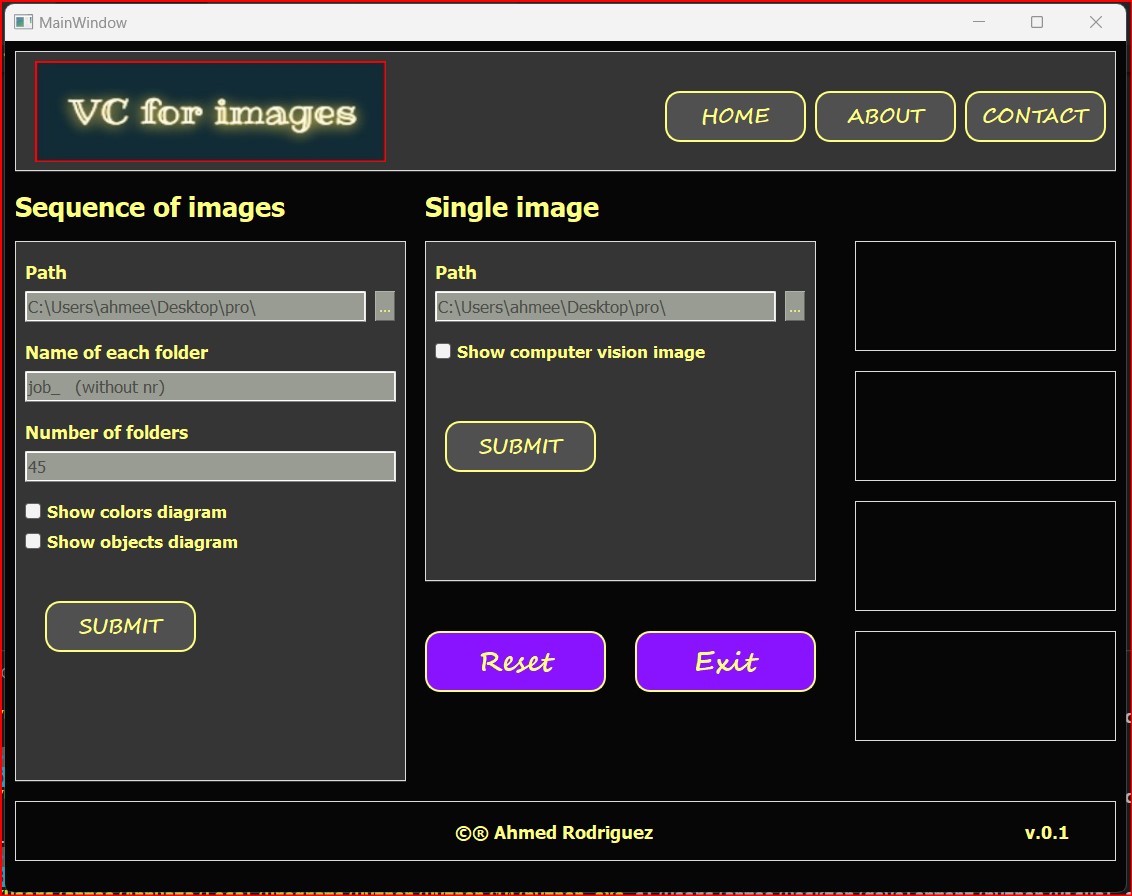 MainWindow
VC for images
HOME ABOUT CONTACT
Sequence of images
Path
C:\Users\ahmee\Desktop\pro\ ...
Name of each folder
job_   (without nr)
Number of folders
45
Show colors diagram
Show objects diagram
SUBMIT
Single image
Path
C:\Users\ahmee\Desktop\pro\ ...
Show computer vision image
SUBMIT
Reset Exit
©® Ahmed Rodriguez v.0.1